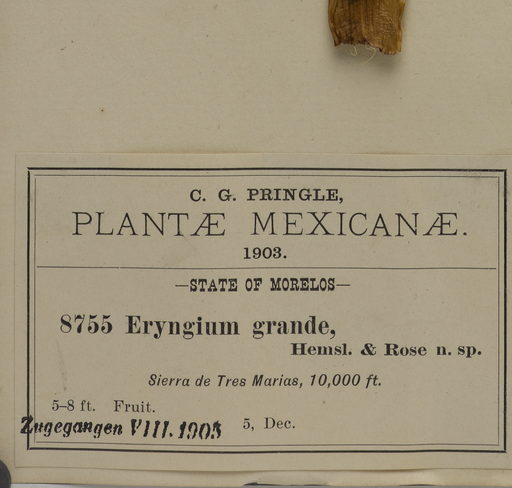 C. G. PRINGLE,
PLANTÆ MEXICANÆ.
1903.
—STATE OF MORELOS—
8755 Eryngium grande,
Hemsl. & Rose n. sp.
Sierra de Tres Marias, 10,000 ft.
5–8 ft. Fruit.
Zugegangen VIII. 1905
5, Dec.